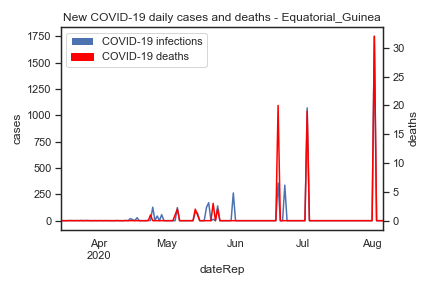 New COVID-19 daily cases and deaths - Equatorial_Guinea
COVID-19 infections
COVID-19 deaths
1750
1500
1250
1000
750
500
250
0
cases
30
25
20
15
10
5
0
deaths
Apr
2020
May
Jun
Jul
Aug
dateRep